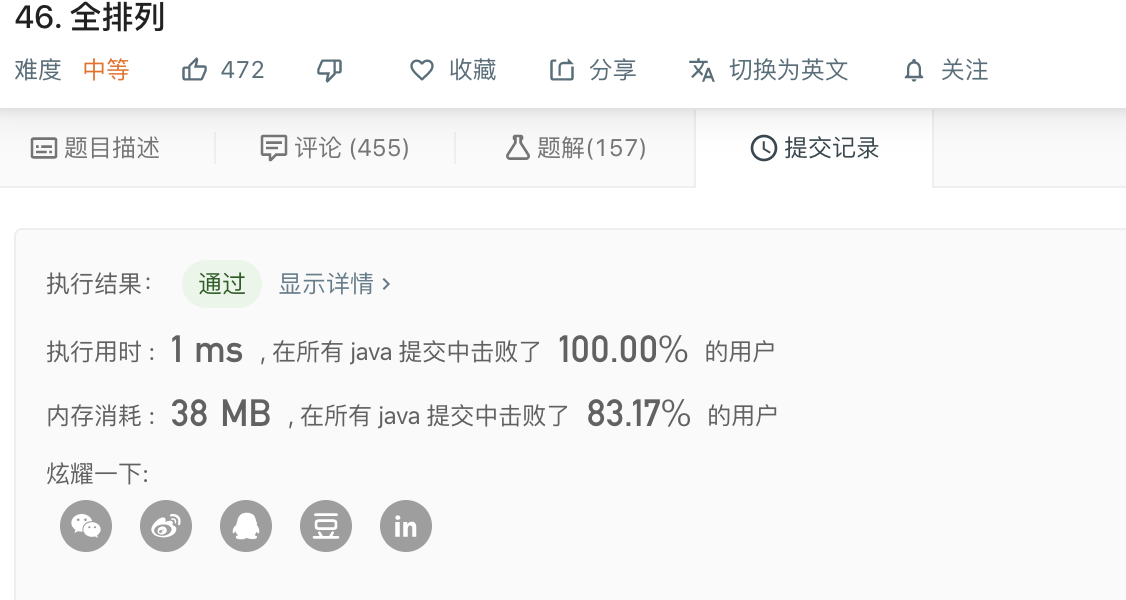 46. 全排列
难度 中等 472 收藏 分享 切换为英文 关注
题目描述 评论 (455) 题解(157) 提交记录
执行结果: 通过 显示详情 ›
执行用时 : 1 ms , 在所有 java 提交中击败了 100.00% 的用户
内存消耗 : 38 MB , 在所有 java 提交中击败了 83.17% 的用户
炫耀一下:
豆 in